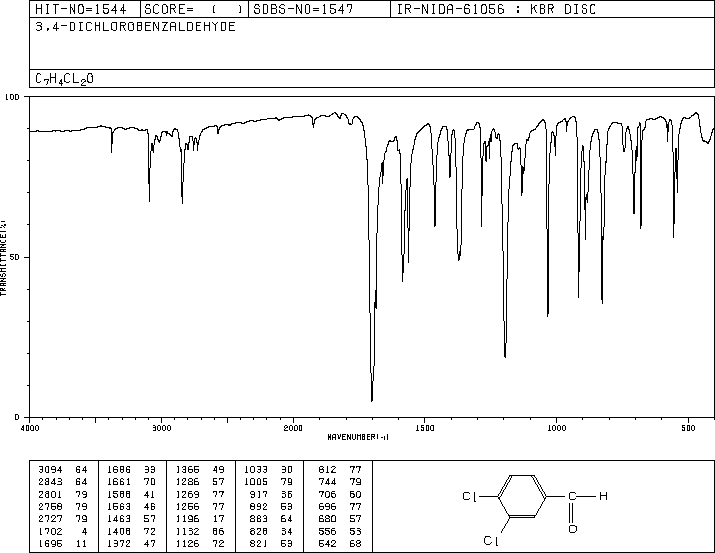 HIT-NO=1544 SCORE= ( ) SDBS-NO=1547 IR-NIDA-61056 : KBR DISC
3,4-DICHLOROBENZALDEHYDE
C7H4CL2O
100
50
0
TRANSMITTANCE(%)
4000 3000 2000 1500 1000 500
WAVENUMBER(-1)
3094 64 1686 39 1366 49 1033 30 812 77
2843 64 1661 70 1286 57 1005 79 744 79
2801 79 1588 41 1269 77 917 36 706 60
2758 79 1563 46 1256 77 892 53 696 77
2727 79 1463 57 1196 17 883 64 680 57
1702 4 1408 72 1132 66 828 34 556 53
1695 11 1372 47 1126 72 821 53 542 68
Cl
C H
O
Cl